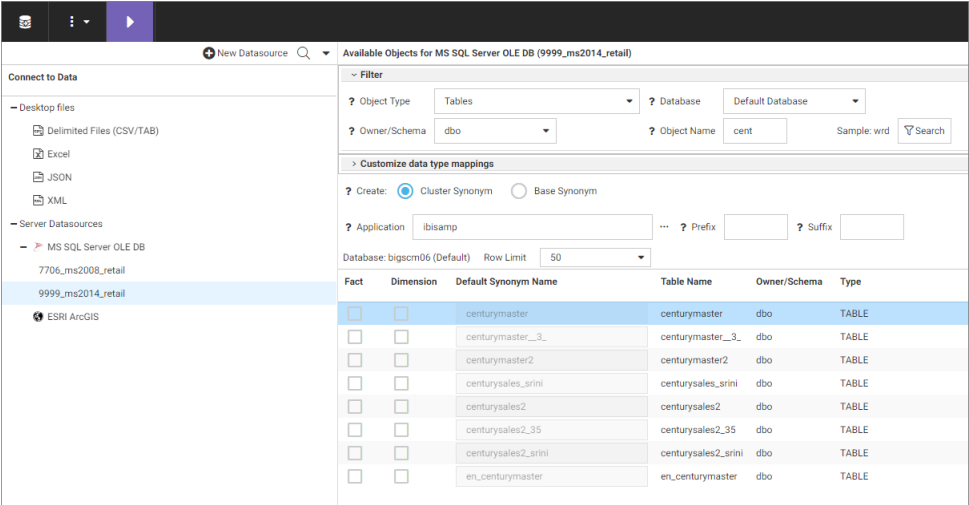 New Datasource
Available Objects for MS SQL Server OLE DB (9999_ms2014_retail)
Connect to Data
Desktop files
Delimited Files (CSV/TAB)
Excel
JSON
XML
Server Datasources
MS SQL Server OLE DB
7706_ms2008_retail
9999_ms2014_retail
ESRI ArcGIS
Filter
? Object Type Tables ? Database Default Database
? Owner/Schema dbo ? Object Name cent Sample: wrd Search
Customize data type mappings
? Create: Cluster Synonym Base Synonym
? Application ibisamp ... ? Prefix ? Suffix
Database: bigscm06 (Default) Row Limit 50
Fact Dimension Default Synonym Name Table Name Owner/Schema Type
centurymaster centurymaster dbo TABLE
centurymaster__3_ centurymaster__3_ dbo TABLE
centurymaster2 centurymaster2 dbo TABLE
centurysales_srini centurysales_srini dbo TABLE
centurysales2 centurysales2 dbo TABLE
centurysales2_35 centurysales2_35 dbo TABLE
centurysales2_srini centurysales2_srini dbo TABLE
en_centurymaster en_centurymaster dbo TABLE